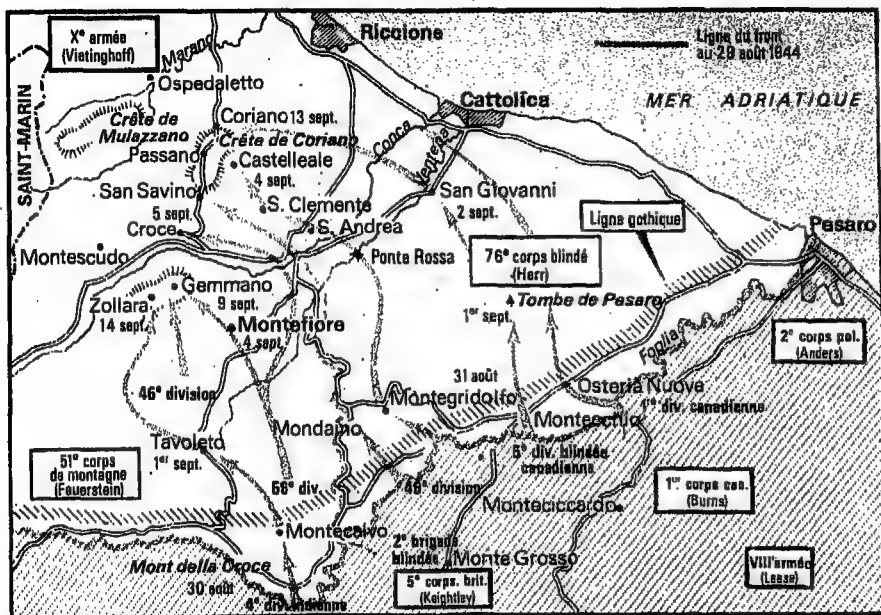 Xᵉ armée
(Vietinghoff)
Marano
Riccione
Ligne du front
au 29 août 1944
Ospedaletto
SAINT-MARIN
Crête de
Mulazzano
Coriano 13 sept.
Crête de Coriano
Passano
Castelleale
4 sept.
San Savino
5 sept.
Croce
S. Clemente
S. Andrea
Conca
Ventena
Cattolica
MER ADRIATIQUE
San Giovanni
2 sept.
Ligne gothique
Pesaro
Montescudo
Ponte Rossa
76ᵉ corps blindé
(Herr)
Gemmano
9 sept.
Zollara
14 sept.
Montefiore
4 sept.
Tombe de Pesaro
1ᵉʳ sept.
Foglia
2ᵉ corps pol.
(Anders)
46ᵉ division
31 août
Osteria Nuova
Montegridolfo
Montecchio
1ʳᵉ div. canadienne
Mondaino
Tavoleto
1ᵉʳ sept.
5ᵉ div. blindée
canadienne
51ᵉ corps
de montagne
(Feuerstein)
46ᵉ division
1ᵉʳ corps can.
(Burns)
Monteciccardo
Montecalvo
2ᵉ brigade
blindée
Mont della Croce
30 août
Monte Grosso
4ᵉ div. indienne
5ᵉ corps. brit.
(Keightley)
VIIIᵉ armée
(Leese)